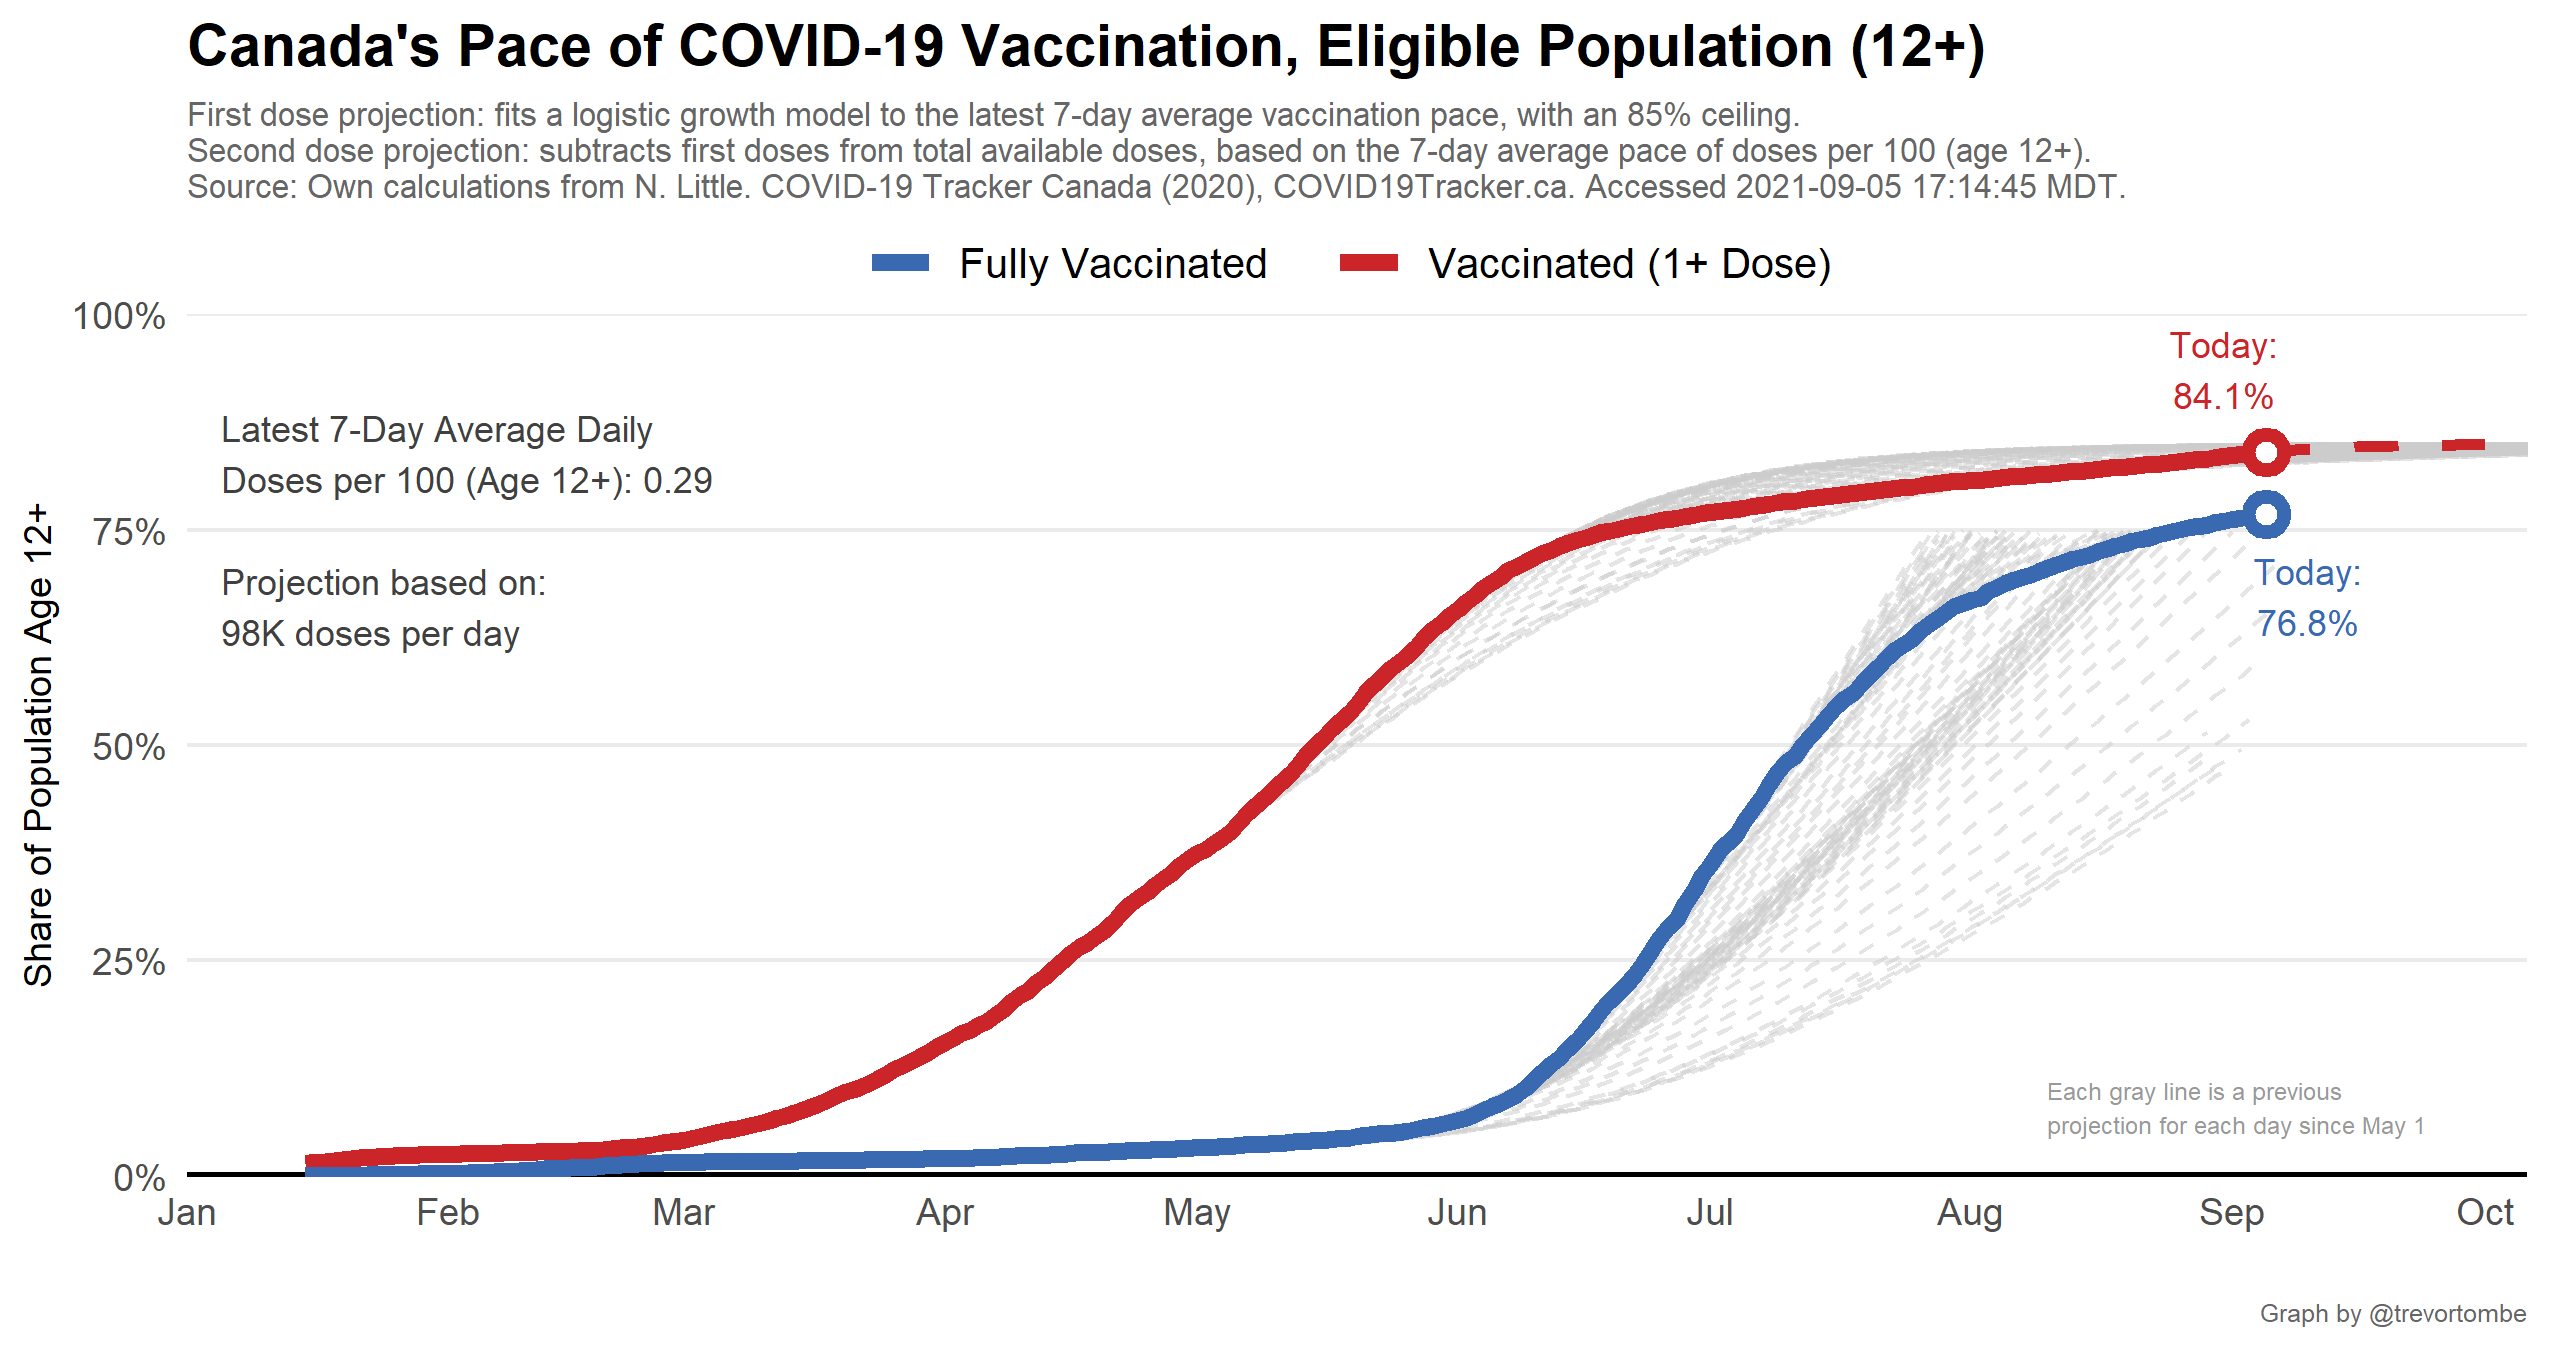 Canada's Pace of COVID-19 Vaccination, Eligible Population (12+)
First dose projection: fits a logistic growth model to the latest 7-day average vaccination pace, with an 85% ceiling.
Second dose projection: subtracts first doses from total available doses, based on the 7-day average pace of doses per 100 (age 12+).
Source: Own calculations from N. Little. COVID-19 Tracker Canada (2020), COVID19Tracker.ca. Accessed 2021-09-05 17:14:45 MDT.
Fully Vaccinated
Vaccinated (1+ Dose)
Share of Population Age 12+
100%
75%
50%
25%
0%
Latest 7-Day Average Daily
Doses per 100 (Age 12+): 0.29
Projection based on:
98K doses per day
Today:
84.1%
Today:
76.8%
Each gray line is a previous
projection for each day since May 1
Jan
Feb
Mar
Apr
May
Jun
Jul
Aug
Sep
Oct
Graph by @trevortombe